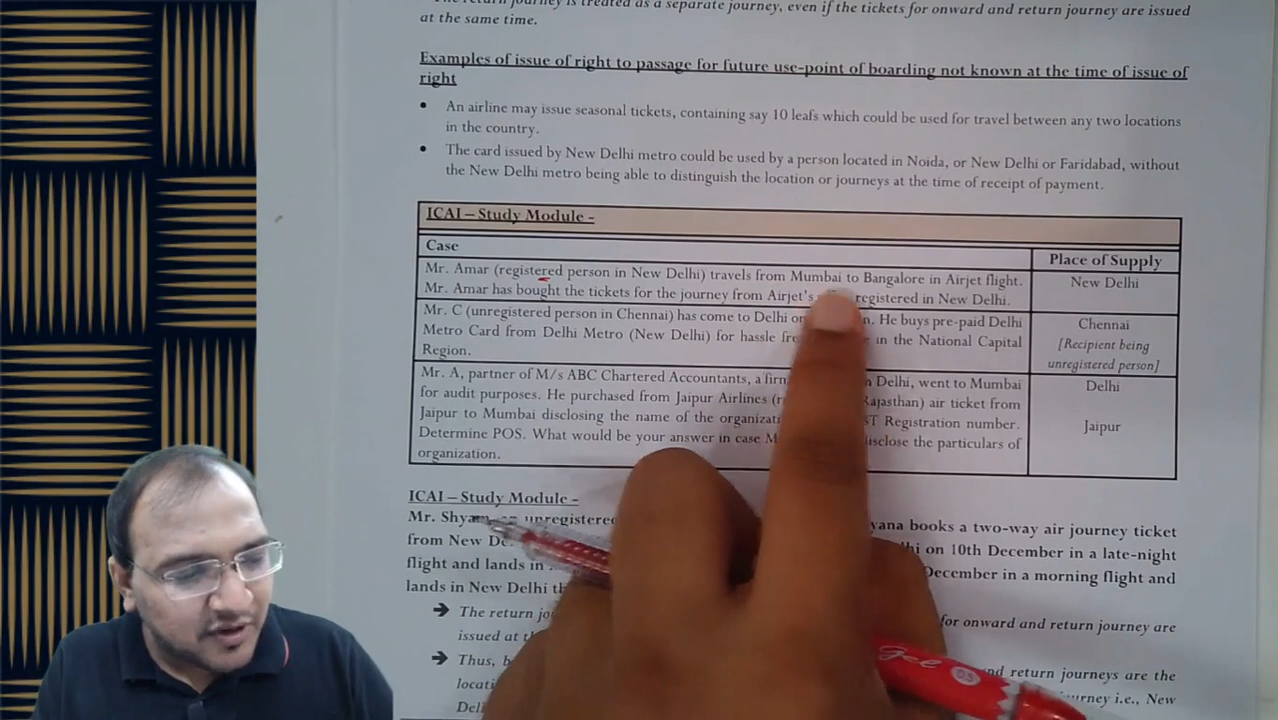 The return journey is treated as a separate journey, even if the tickets for onward and return journey are issued
at the same time.
Examples of issue of right to passage for future use-point of boarding not known at the time of issue of
right
• An airline may issue seasonal tickets, containing say 10 leafs which could be used for travel between any two locations
in the country.
• The card issued by New Delhi metro could be used by a person located in Noida, or New Delhi or Faridabad, without
the New Delhi metro being able to distinguish the location or journeys at the time of receipt of payment.
ICAI – Study Module -
Case Place of Supply
Mr. Amar (registered person in New Delhi) travels from Mumbai to Bangalore in Airjet flight. New Delhi
Mr. Amar has bought the tickets for the journey from Airjet's registered in New Delhi.
Mr. C (unregistered person in Chennai) has come to Delhi He buys pre-paid Delhi Chennai
Metro Card from Delhi Metro (New Delhi) for hassle in the National Capital [Recipient being
Region. unregistered person]
Mr. A, partner of M/s ABC Chartered Accountants, a Delhi, went to Mumbai Delhi
for audit purposes. He purchased from Jaipur Airlines Rajasthan) air ticket from
Jaipur to Mumbai disclosing the name of the Registration number. Jaipur
Determine POS. What would be your answer in case the particulars of
organization.
ICAI – Study Module -
Mr. Shyam books a two-way air journey ticket
from New on 10th December in a late-night
flight and lands in December in a morning flight and
lands in New Delhi
➔ The return for onward and return journey are
issued at
➔ Thus, and return journeys are the
i.e., New
gel
0.5